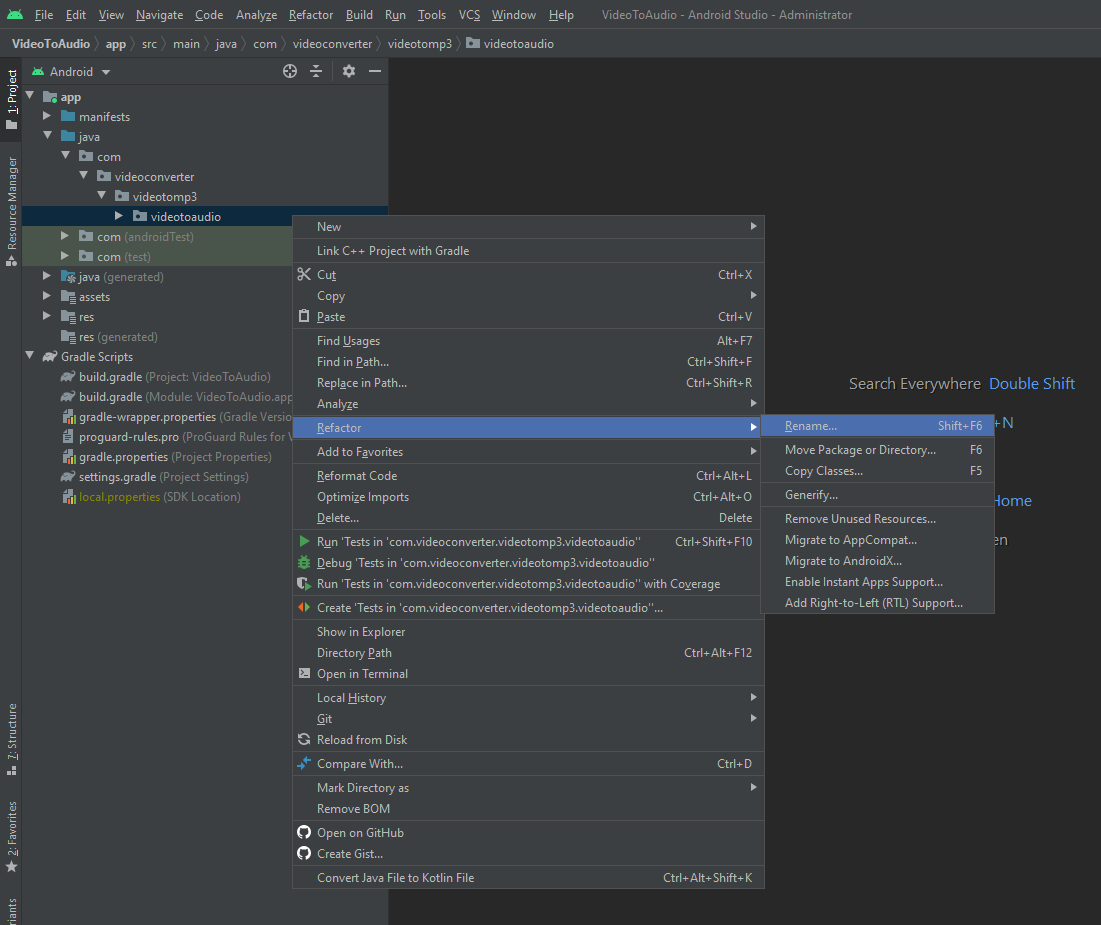 File Edit View Navigate Code Analyze Refactor Build Run Tools VCS Window Help VideoToAudio - Android Studio - Administrator
VideoToAudio app src main java com videoconverter videotomp3 videotoaudio
1: Project
Resource Manager
7: Structure
2: Favorites
riants
Android
app
manifests
java
com
videoconverter
videotomp3
videotoaudio
com (androidTest)
com (test)
java (generated)
assets
res
res (generated)
Gradle Scripts
build.gradle (Project: VideoToAudio)
build.gradle (Module: VideoToAudio.app
gradle-wrapper.properties (Gradle Versio
proguard-rules.pro (ProGuard Rules for V
gradle.properties (Project Properties)
settings.gradle (Project Settings)
local.properties (SDK Location)
New
Link C++ Project with Gradle
Cut Ctrl+X
Copy
Paste Ctrl+V
Find Usages Alt+F7
Find in Path... Ctrl+Shift+F
Replace in Path... Ctrl+Shift+R
Analyze
Refactor
Add to Favorites
Reformat Code Ctrl+Alt+L
Optimize Imports Ctrl+Alt+O
Delete... Delete
Run 'Tests in 'com.videoconverter.videotomp3.videotoaudio'' Ctrl+Shift+F10
Debug 'Tests in 'com.videoconverter.videotomp3.videotoaudio''
Run 'Tests in 'com.videoconverter.videotomp3.videotoaudio'' with Coverage
Create 'Tests in 'com.videoconverter.videotomp3.videotoaudio''...
Show in Explorer
Directory Path Ctrl+Alt+F12
Open in Terminal
Local History
Git
Reload from Disk
Compare With... Ctrl+D
Mark Directory as
Remove BOM
Open on GitHub
Create Gist...
Convert Java File to Kotlin File Ctrl+Alt+Shift+K
Rename... Shift+F6
Move Package or Directory... F6
Copy Classes... F5
Generify...
Remove Unused Resources...
Migrate to AppCompat...
Migrate to AndroidX...
Enable Instant Apps Support...
Add Right-to-Left (RTL) Support...
Search Everywhere Double Shift
+N
Home
en